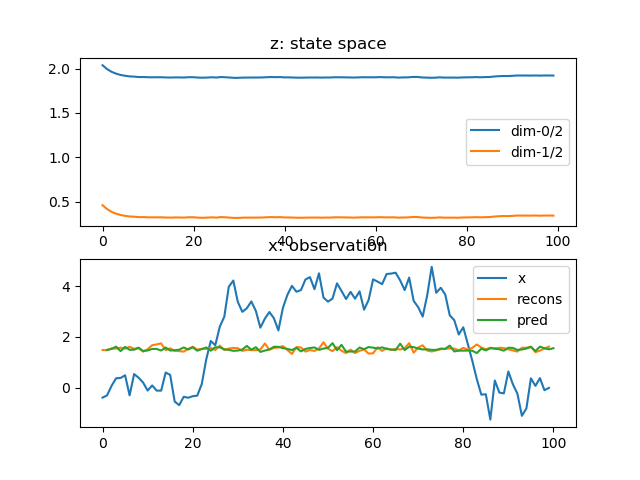 z: state space
2.0
1.5
1.0
0.5
dim-0/2
dim-1/2
0 20 40 60 80 100
x: observation
4
2
0
x
recons
pred
0 20 40 60 80 100